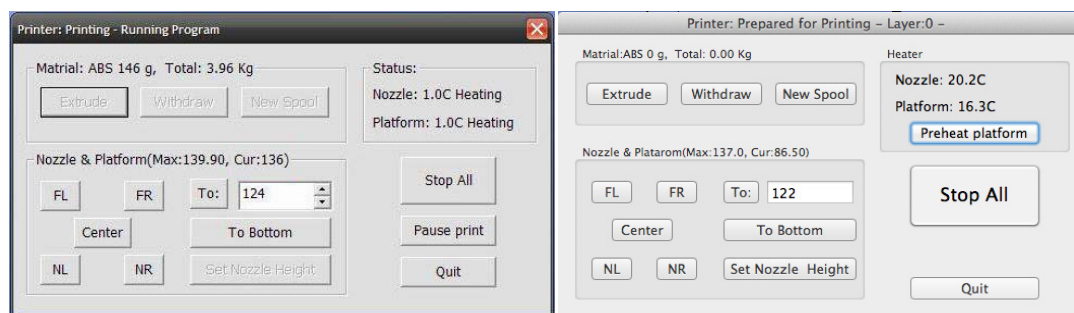 Printer: Printing - Running Program
Matrial: ABS 146 g, Total: 3.96 Kg
Extrude Withdraw New Spool
Status:
Nozzle: 1.0C Heating
Platform: 1.0C Heating
Nozzle & Platform(Max:139.90, Cur:136)
FL FR To: 124
Center To Bottom
NL NR Set Nozzle Height
Stop All
Pause print
Quit
Printer: Prepared for Printing - Layer:0 -
Matrial:ABS 0 g, Total: 0.00 Kg
Extrude Withdraw New Spool
Heater
Nozzle: 20.2C
Platform: 16.3C
Preheat platform
Nozzle & Platarom(Max:137.0, Cur:86.50)
FL FR To: 122
Center To Bottom
NL NR Set Nozzle Height
Stop All
Quit